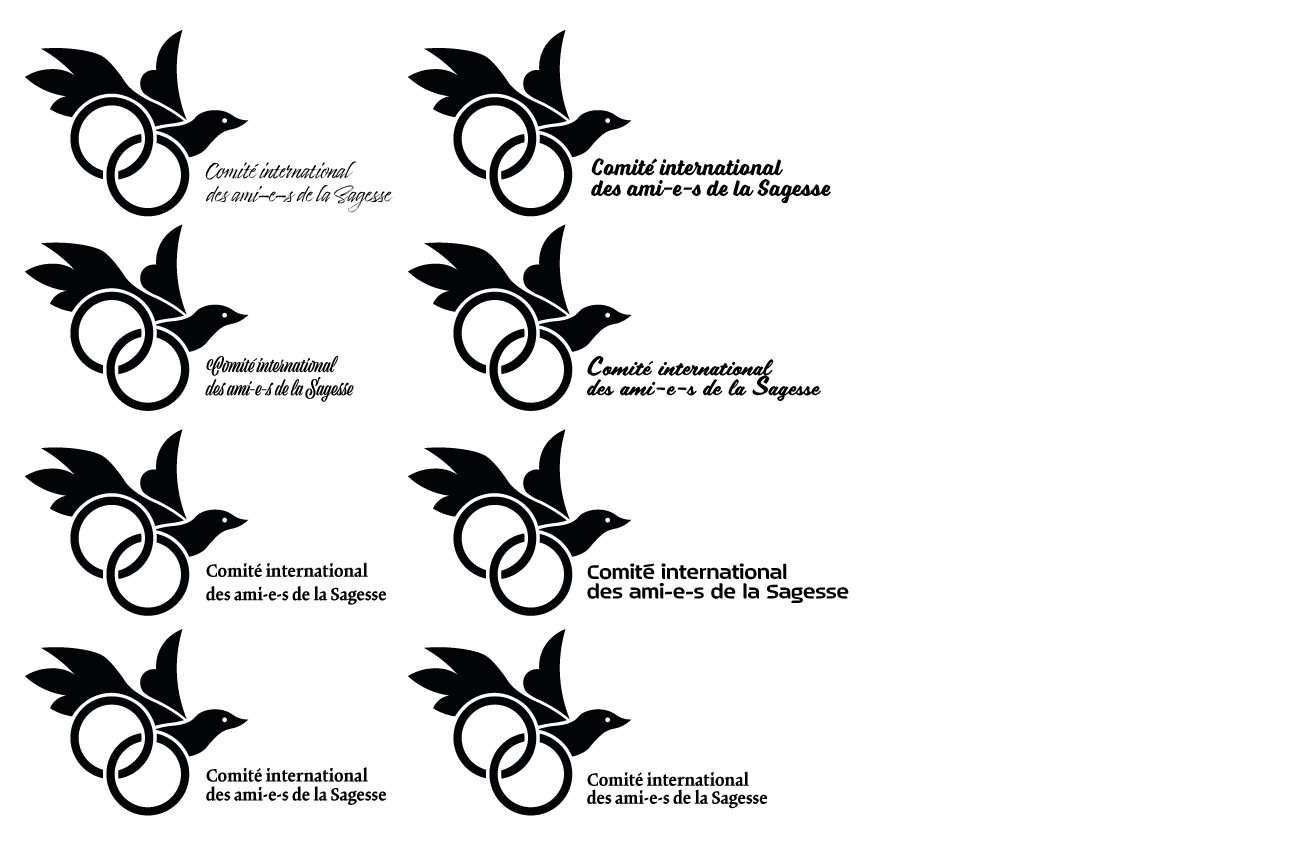 Comité international
des ami-e-s de la Sagesse
Comité international
des ami-e-s de la Sagesse
Comité international
des ami-e-s de la Sagesse
Comité international
des ami-e-s de la Sagesse
Comité international
des ami-e-s de la Sagesse
Comité international
des ami-e-s de la Sagesse
Comité international
des ami-e-s de la Sagesse
Comité international
des ami-e-s de la Sagesse